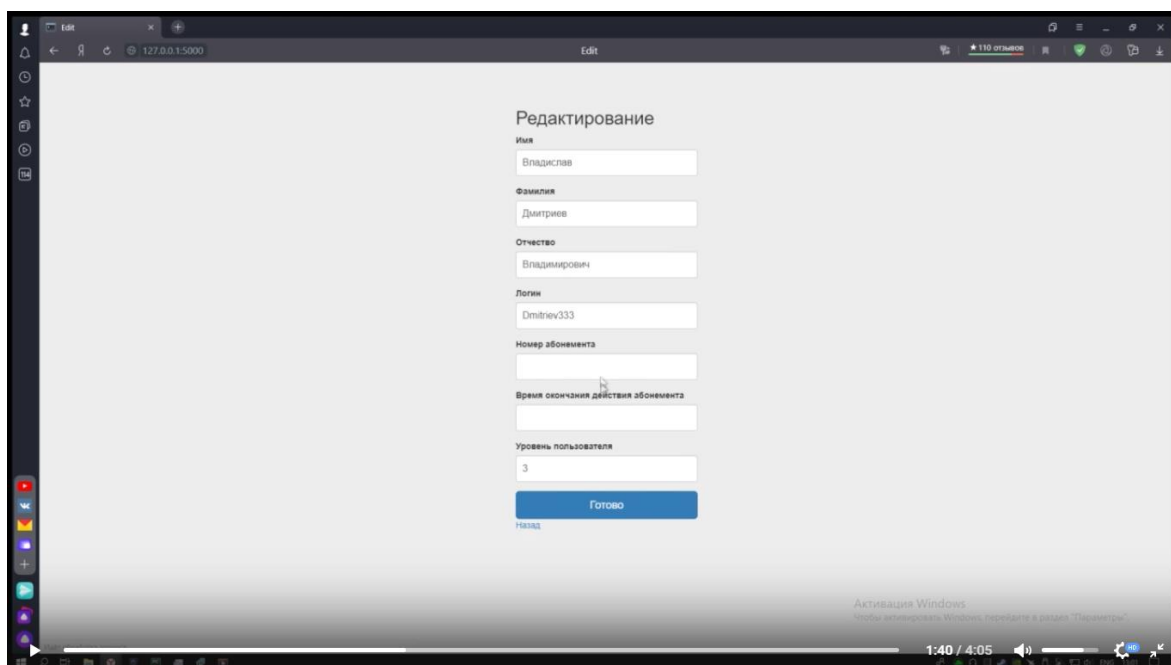 Edit
127.0.0.1:5000
Edit
★ 110 отзывов
114
Редактирование
Имя
Владислав
Фамилия
Дмитриев
Отчество
Владимирович
Логин
Dmitriev333
Номер абонемента
Время окончания действия абонемента
Уровень пользователя
3
Готово
Назад
Активация Windows
Чтобы активировать Windows, перейдите в раздел "Параметры".
1:40 / 4:05
HD